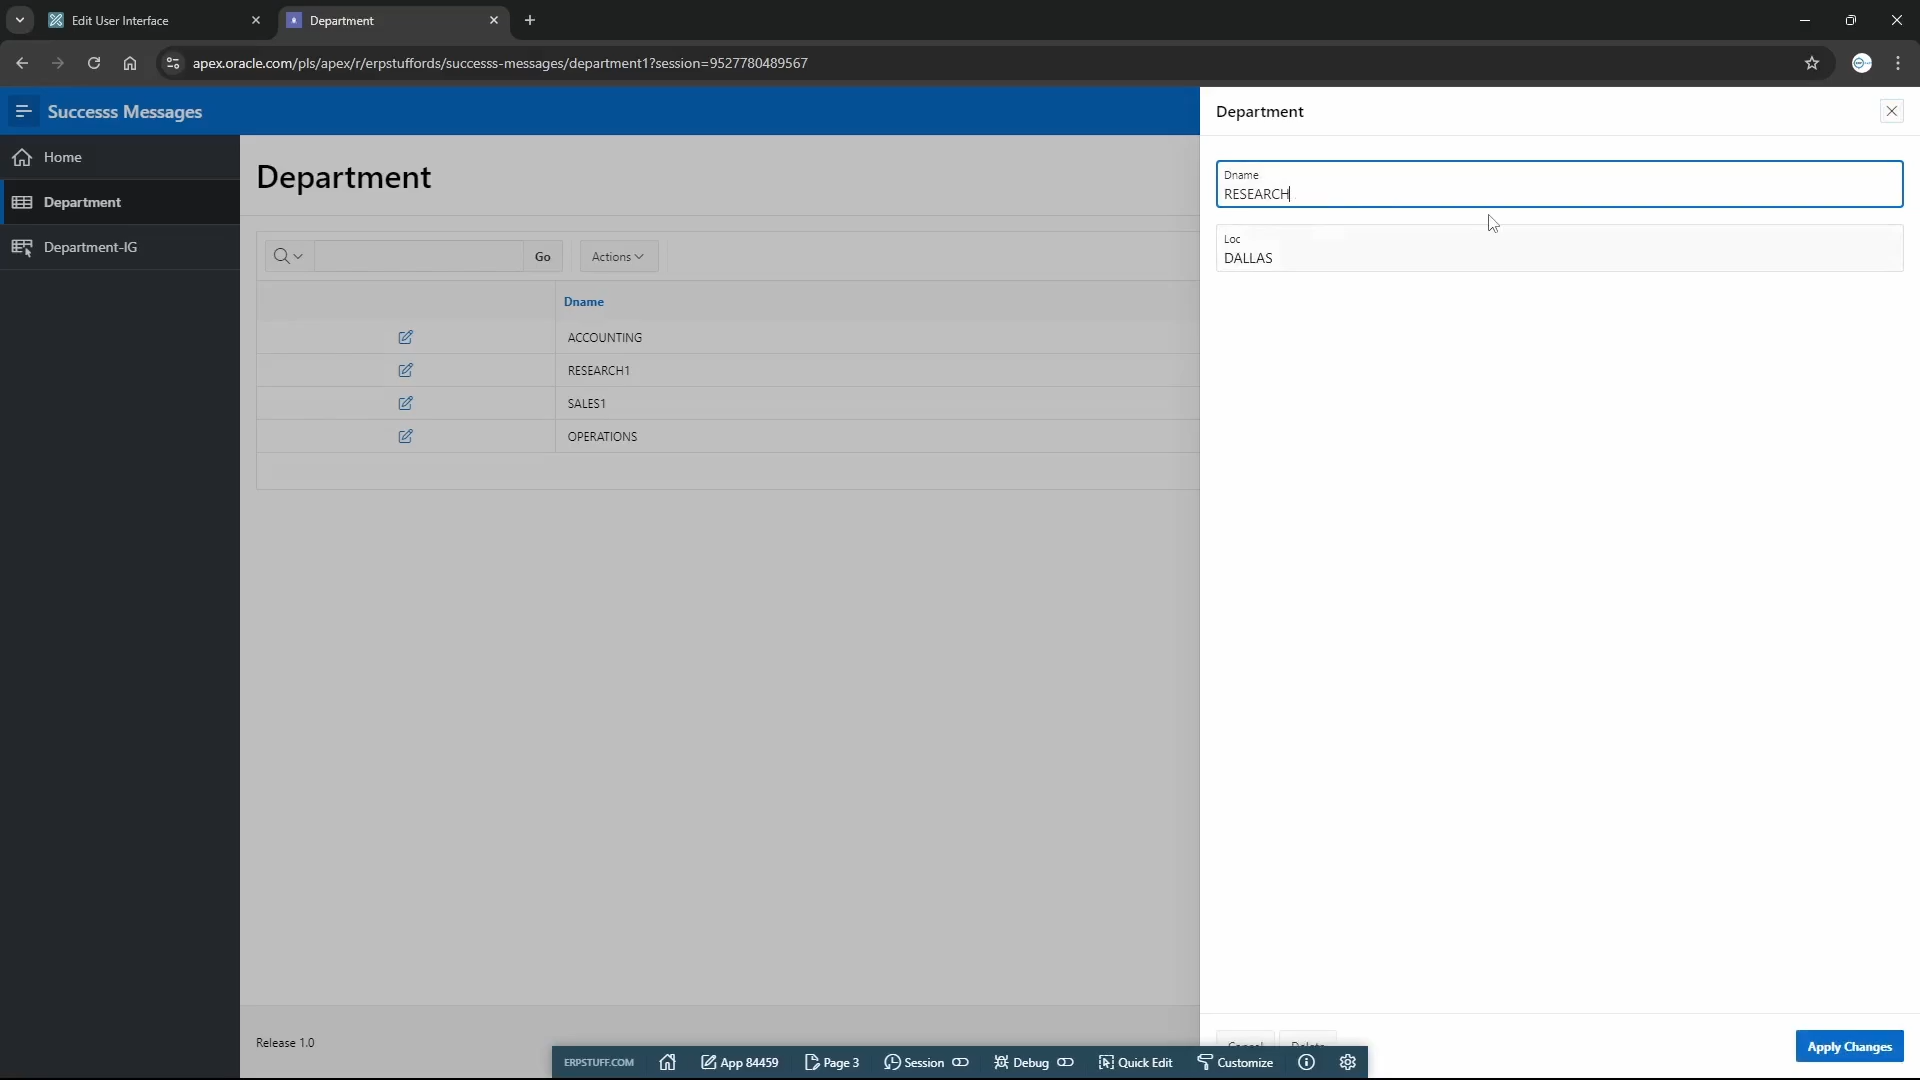 Edit User Interface
Department
apex.oracle.com/pls/apex/r/erpstuffords/successs-messages/department1?session=9527780489567
Successs Messages
Home
Department
Department-IG
Department
Go
Actions
Dname
ACCOUNTING
RESEARCH1
SALES1
OPERATIONS
Release 1.0
Department
Dname
RESEARCH
Loc
DALLAS
Cancel
Delete
Apply Changes
ERPSTUFF.COM
App 84459
Page 3
Session
Debug
Quick Edit
Customize